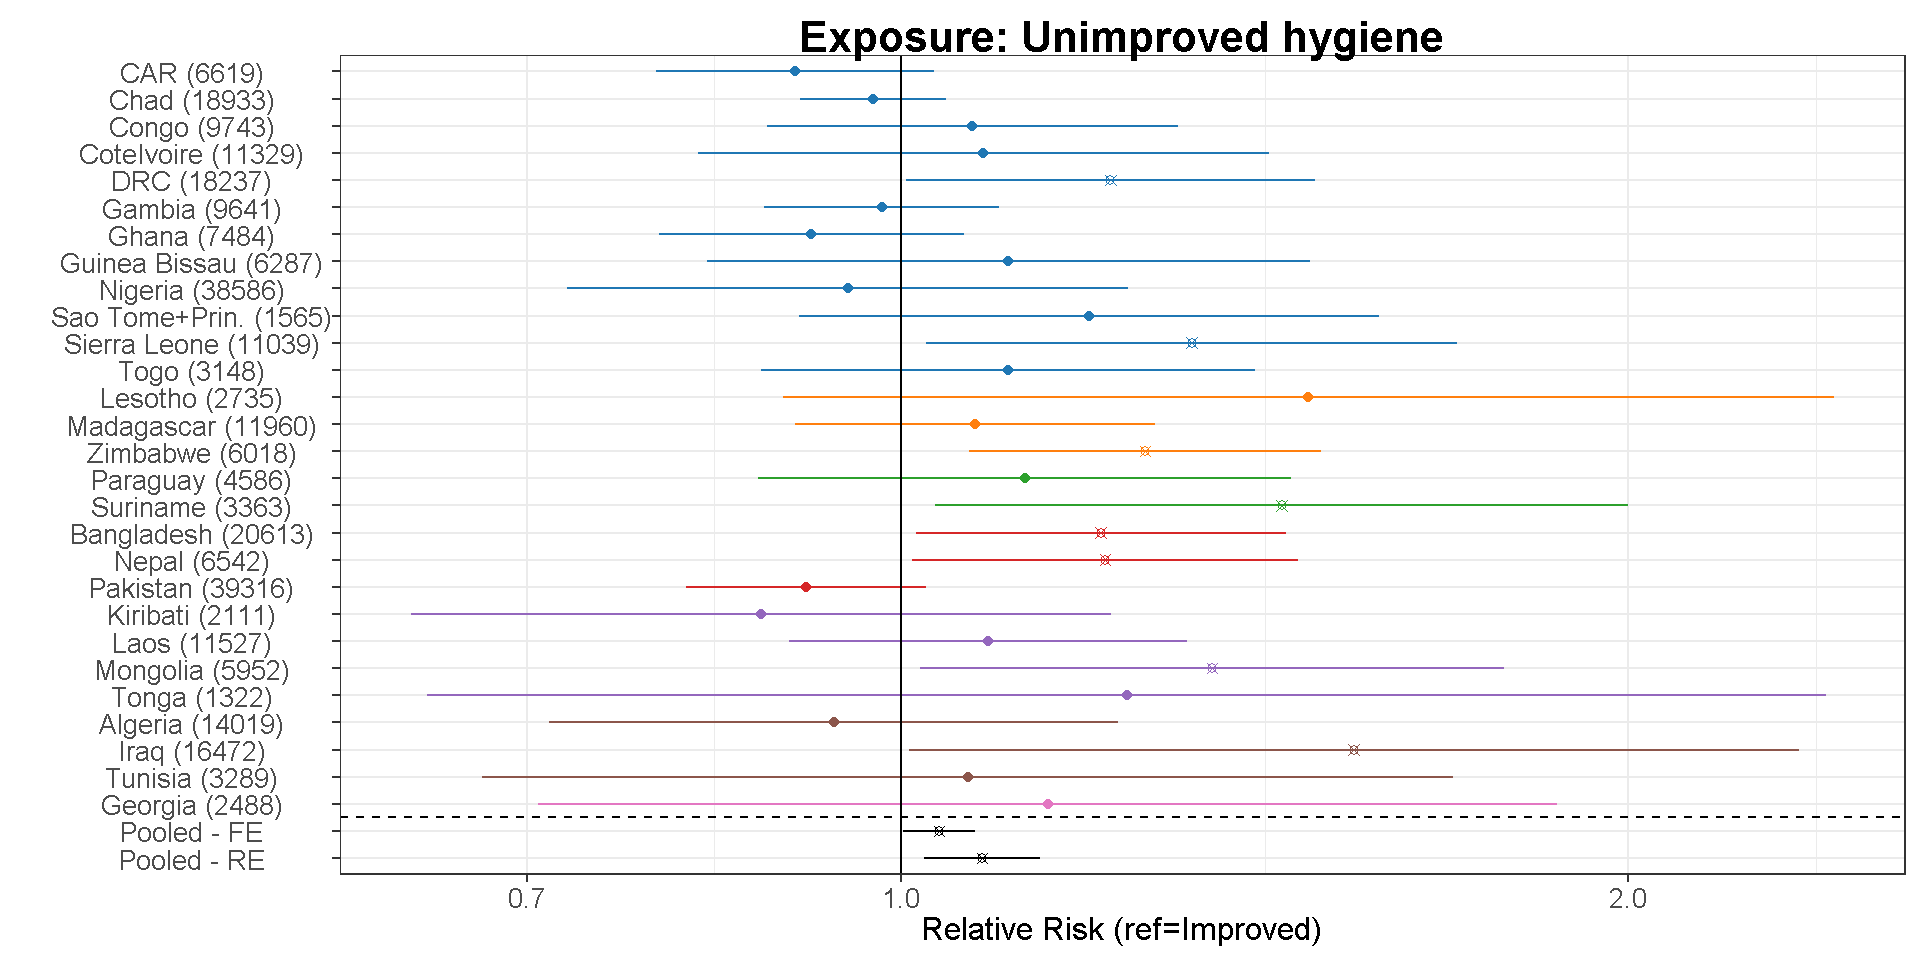 Exposure: Unimproved hygiene
CAR (6619)
Chad (18933)
Congo (9743)
CoteIvoire (11329)
DRC (18237)
Gambia (9641)
Ghana (7484)
Guinea Bissau (6287)
Nigeria (38586)
Sao Tome+Prin. (1565)
Sierra Leone (11039)
Togo (3148)
Lesotho (2735)
Madagascar (11960)
Zimbabwe (6018)
Paraguay (4586)
Suriname (3363)
Bangladesh (20613)
Nepal (6542)
Pakistan (39316)
Kiribati (2111)
Laos (11527)
Mongolia (5952)
Tonga (1322)
Algeria (14019)
Iraq (16472)
Tunisia (3289)
Georgia (2488)
Pooled - FE
Pooled - RE
0.7 1.0 2.0
Relative Risk (ref=Improved)